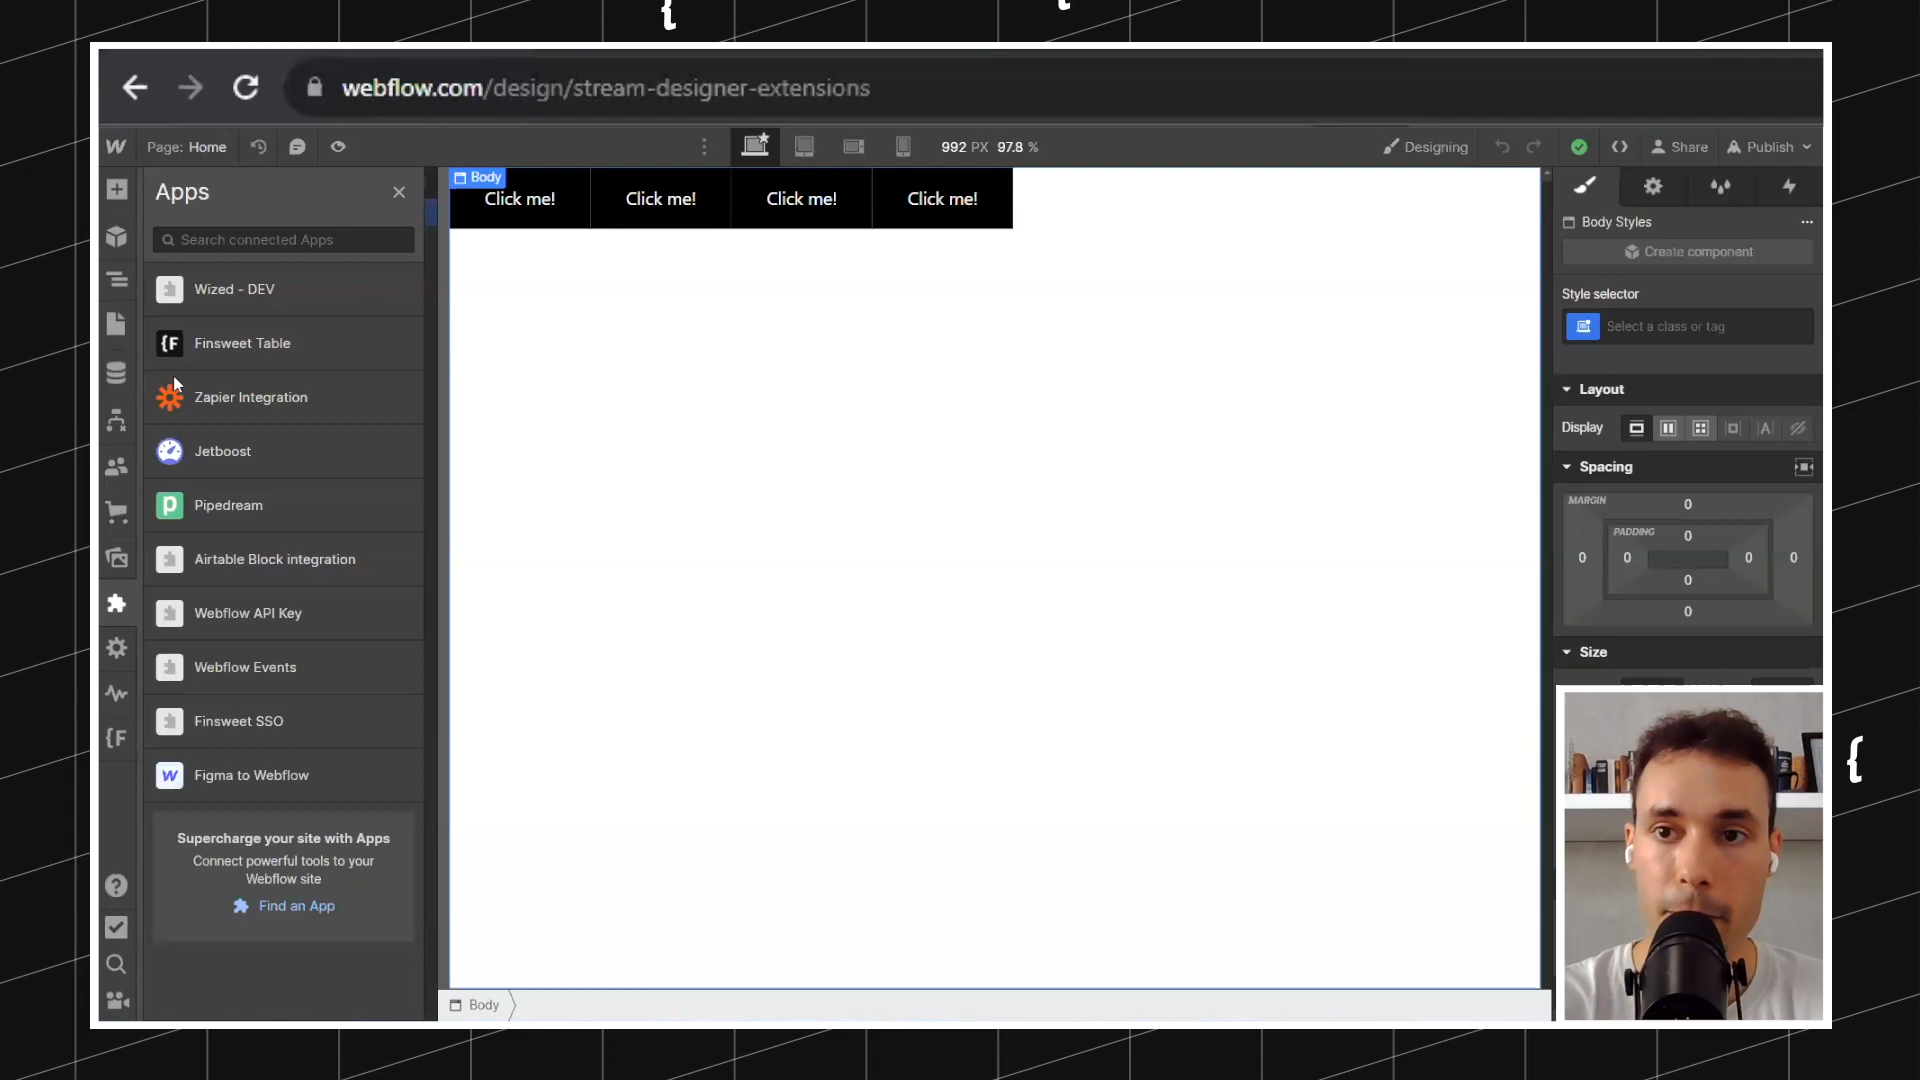 {
{
webflow.com/design/stream-designer-extensions
Page: Home
992 PX 97.8 %
Designing
Share
Publish
Apps
Search connected Apps
Wized - DEV
{F Finsweet Table
Zapier Integration
Jetboost
p Pipedream
Airtable Block integration
Webflow API Key
Webflow Events
Finsweet SSO
W Figma to Webflow
{F
Supercharge your site with Apps
Connect powerful tools to your
Webflow site
Find an App
Body
Click me! Click me! Click me! Click me!
Body
Body Styles
Create component
Style selector
Select a class or tag
Layout
Display
A
Spacing
MARGIN
0
PADDING
0
0 0 0 0
0
0
Size
{